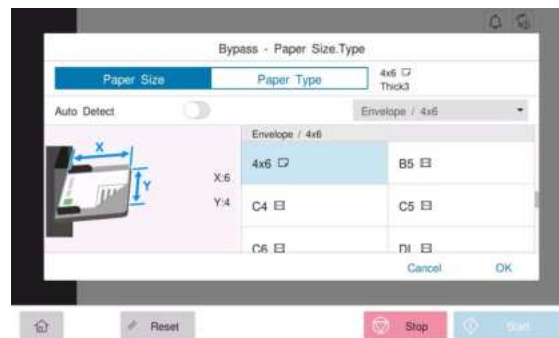 Bypass - Paper Size.Type
Paper Size
Paper Type
4x6
Thick3
Auto Detect
Envelope / 4x6
Envelope / 4x6
X
Y
X:6
Y:4
4x6
B5
C4
C5
C6
DL
Cancel
OK
Reset
Stop
Start